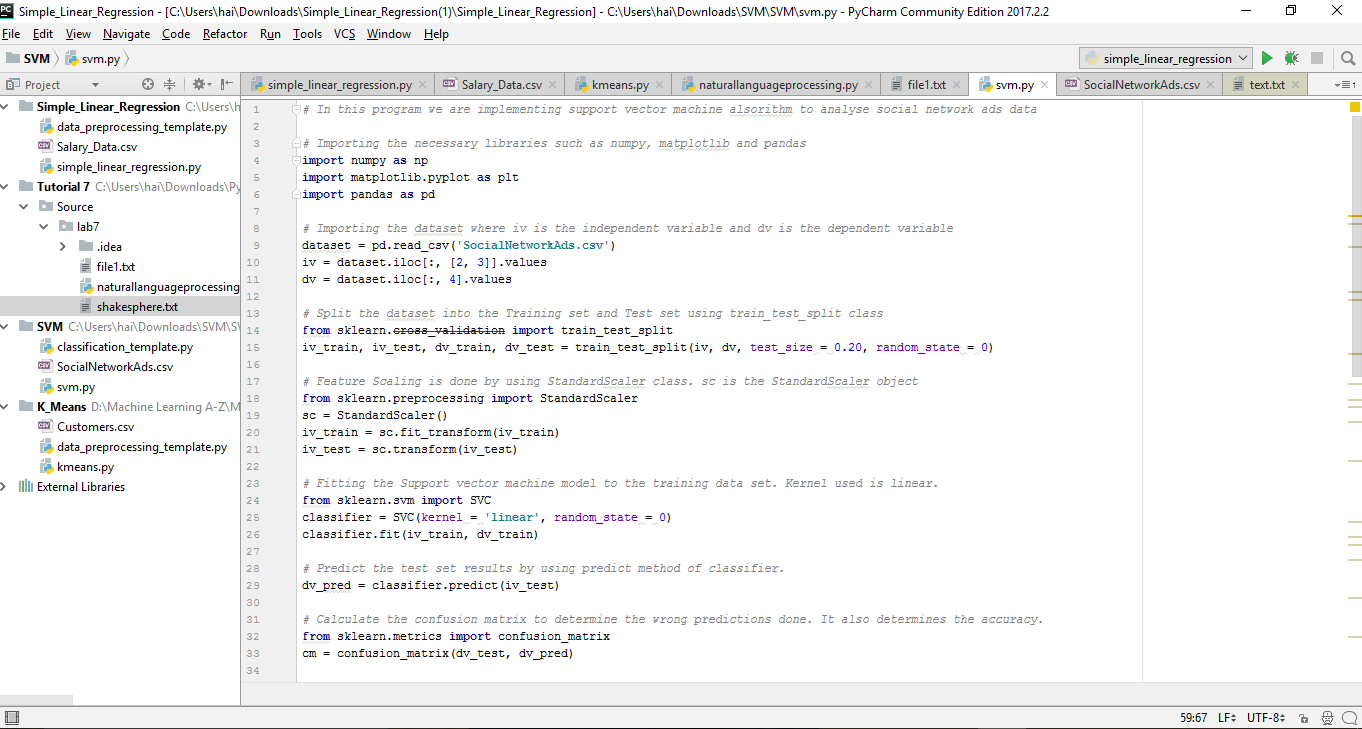 Simple_Linear_Regression - [C:\Users\hai\Downloads\Simple_Linear_Regression(1)\Simple_Linear_Regression] - C:\Users\hai\Downloads\SVM\SVM\svm.py - PyCharm Community Edition 2017.2.2
File Edit View Navigate Code Refactor Run Tools VCS Window Help
SVM svm.py simple_linear_regression
Project simple_linear_regression.py Salary_Data.csv kmeans.py naturallanguageprocessing.py file1.txt svm.py SocialNetworkAds.csv text.txt
Simple_Linear_Regression C:\Users\h
data_preprocessing_template.py
Salary_Data.csv
simple_linear_regression.py
Tutorial 7 C:\Users\hai\Downloads\Py
Source
lab7
.idea
file1.txt
naturallanguageprocessing
shakesphere.txt
SVM C:\Users\hai\Downloads\SVM\SV
classification_template.py
SocialNetworkAds.csv
svm.py
K_Means D:\Machine Learning A-Z\M
Customers.csv
data_preprocessing_template.py
kmeans.py
External Libraries
1 # In this program we are implementing support vector machine alsorithm to analyse social network ads data
2
3 # Importing the necessary libraries such as numpy, matplotlib and pandas
4 import numpy as np
5 import matplotlib.pyplot as plt
6 import pandas as pd
7
8 # Importing the dataset where iv is the independent variable and dv is the dependent variable
9 dataset = pd.read_csv('SocialNetworkAds.csv')
10 iv = dataset.iloc[:, [2, 3]].values
11 dv = dataset.iloc[:, 4].values
12
13 # Split the dataset into the Training set and Test set using train_test_split class
14 from sklearn.cross_validation import train_test_split
15 iv_train, iv_test, dv_train, dv_test = train_test_split(iv, dv, test_size = 0.20, random_state = 0)
16
17 # Feature Scaling is done by using StandardScaler class. sc is the StandardScaler object
18 from sklearn.preprocessing import StandardScaler
19 sc = StandardScaler()
20 iv_train = sc.fit_transform(iv_train)
21 iv_test = sc.transform(iv_test)
22
23 # Fitting the Support vector machine model to the training data set. Kernel used is linear.
24 from sklearn.svm import SVC
25 classifier = SVC(kernel = 'linear', random_state = 0)
26 classifier.fit(iv_train, dv_train)
27
28 # Predict the test set results by using predict method of classifier.
29 dv_pred = classifier.predict(iv_test)
30
31 # Calculate the confusion matrix to determine the wrong predictions done. It also determines the accuracy.
32 from sklearn.metrics import confusion_matrix
33 cm = confusion_matrix(dv_test, dv_pred)
34
59:67 LF UTF-8